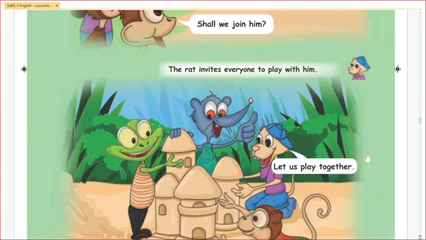 Shall we join him?
The rat invites everyone to play with him.
Let us play together.